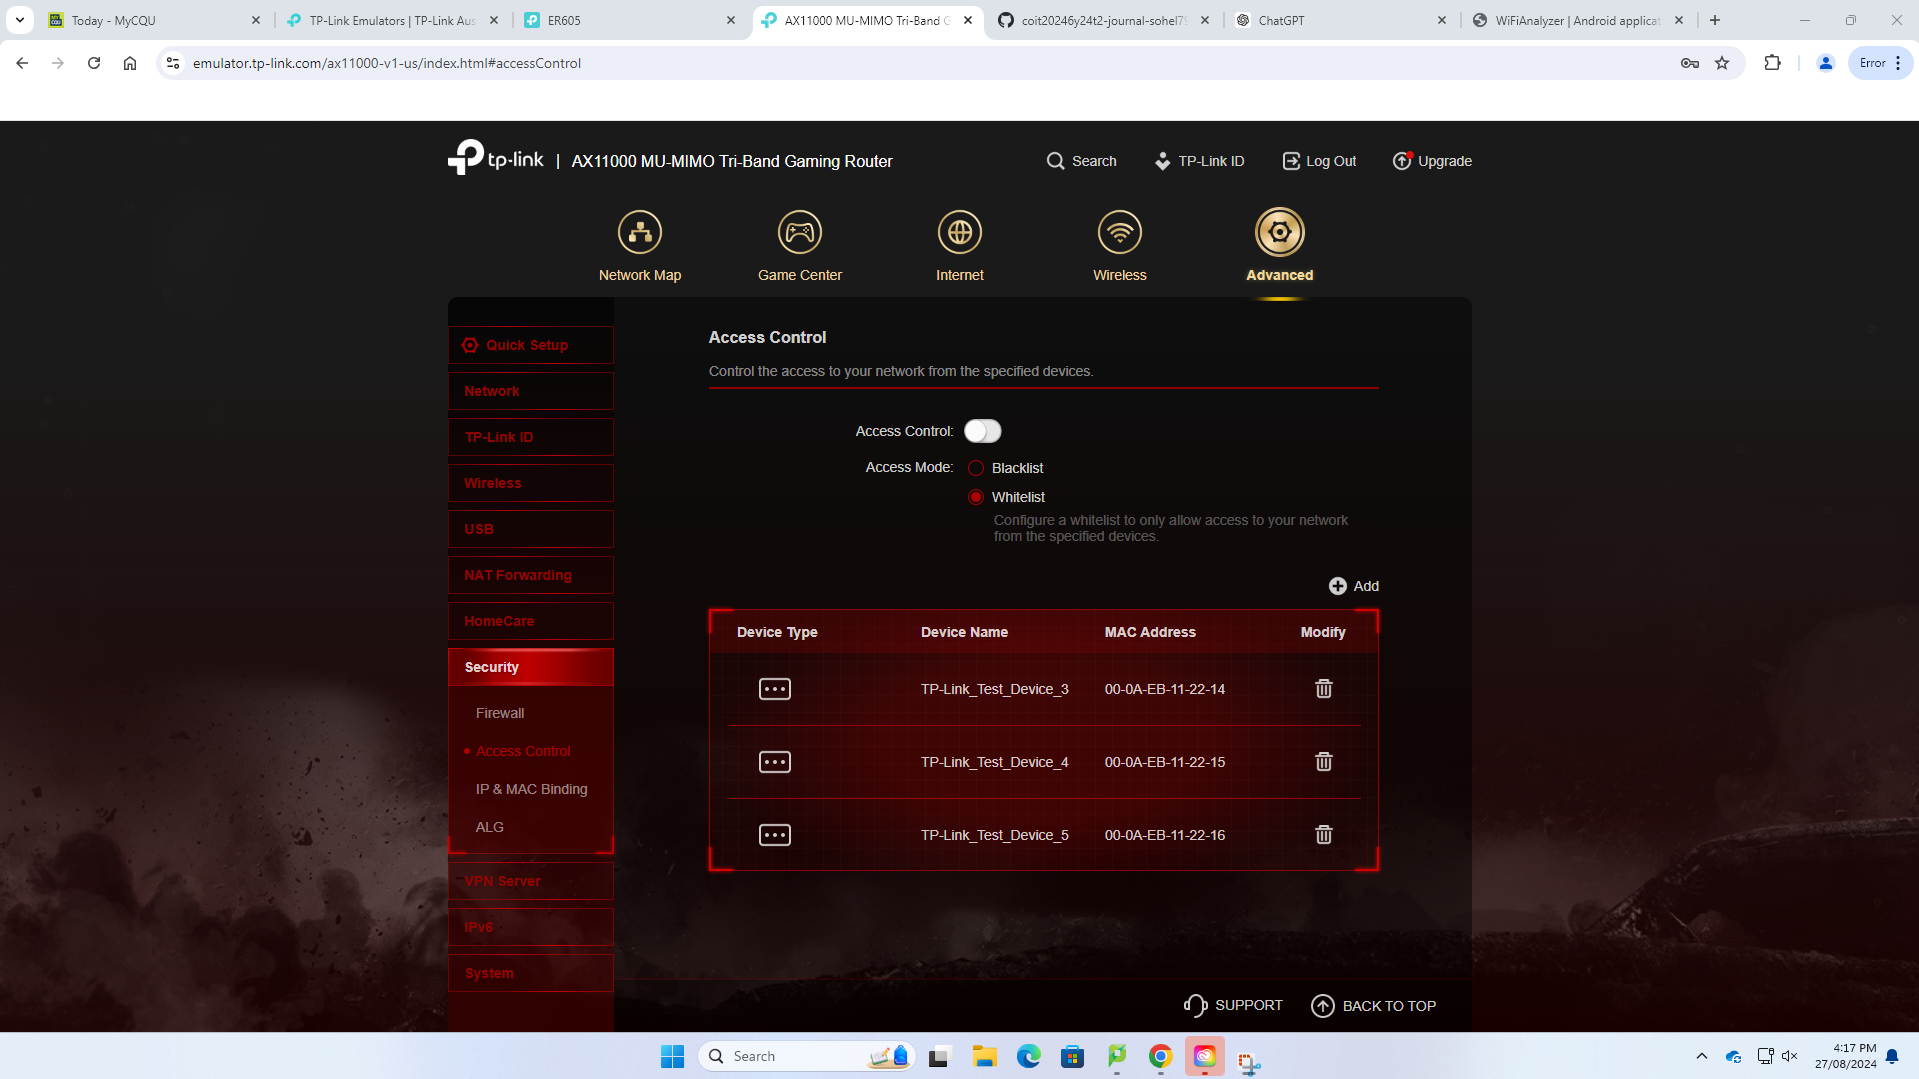 Today - MyCQU
TP-Link Emulators | TP-Link Aus
ER605
AX11000 MU-MIMO Tri-Band G
coit20246y24t2-journal-sohel79
ChatGPT
WiFiAnalyzer | Android applicat
emulator.tp-link.com/ax11000-v1-us/index.html#accessControl
Error
tp-link | AX11000 MU-MIMO Tri-Band Gaming Router
Search
TP-Link ID
Log Out
Upgrade
Network Map
Game Center
Internet
Wireless
Advanced
Quick Setup
Network
TP-Link ID
Wireless
USB
NAT Forwarding
HomeCare
Security
Firewall
Access Control
IP & MAC Binding
ALG
VPN Server
IPv6
System
Access Control
Control the access to your network from the specified devices.
Access Control:
Access Mode:
Blacklist
Whitelist
Configure a whitelist to only allow access to your network
from the specified devices.
Add
Device Type Device Name MAC Address Modify
TP-Link_Test_Device_3 00-0A-EB-11-22-14
TP-Link_Test_Device_4 00-0A-EB-11-22-15
TP-Link_Test_Device_5 00-0A-EB-11-22-16
SUPPORT
BACK TO TOP
Search
4:17 PM
27/08/2024